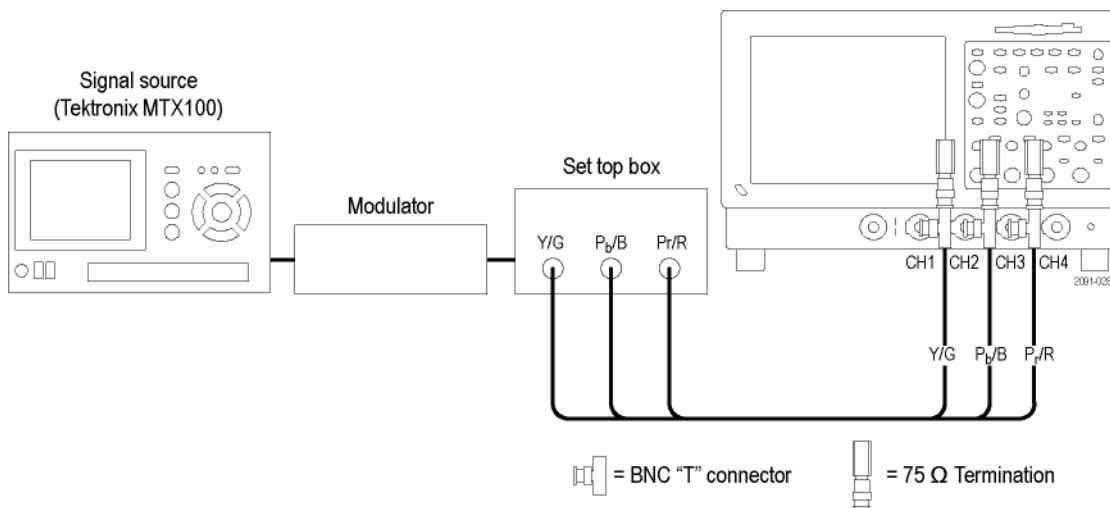 Signal source
(Tektronix MTX100)
Modulator
Set top box
Y/G Pb/B Pr/R
CH1 CH2 CH3 CH4
2091-028
Y/G Pb/B Pr/R
= BNC “T” connector
= 75 Ω Termination